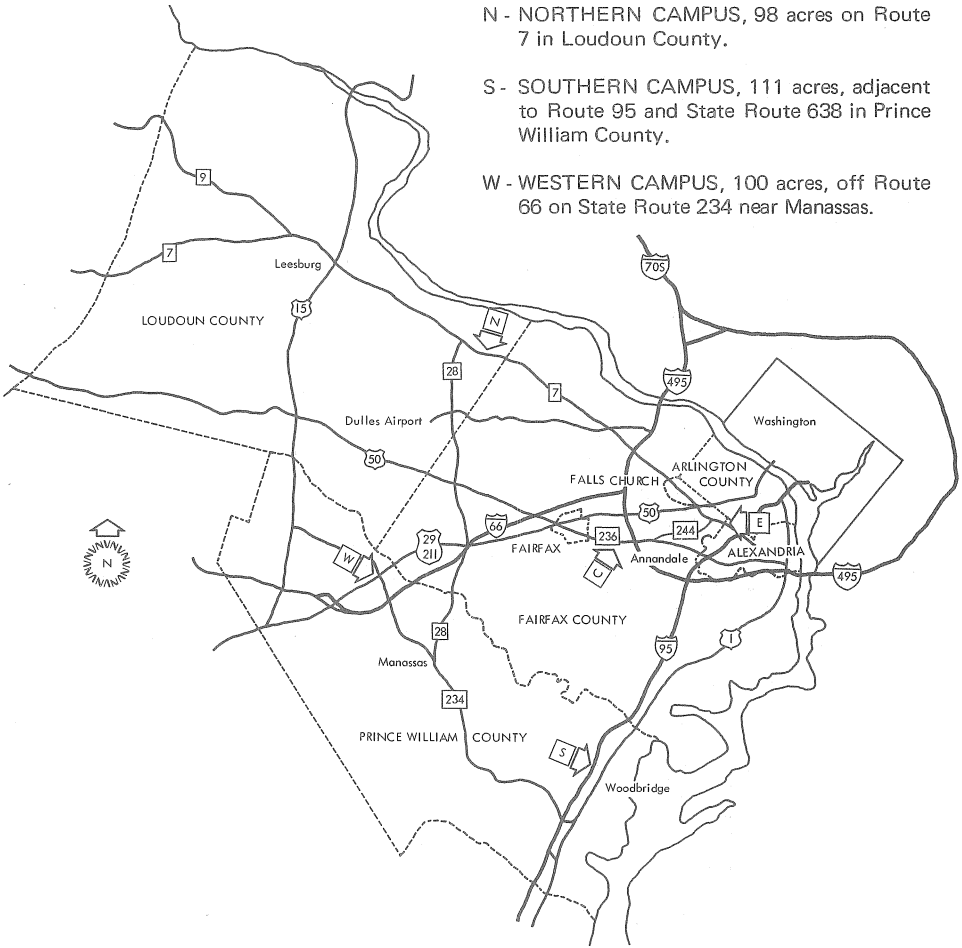 N - NORTHERN CAMPUS, 98 acres on Route
7 in Loudoun County.
S - SOUTHERN CAMPUS, 111 acres, adjacent
to Route 95 and State Route 638 in Prince
William County.
W - WESTERN CAMPUS, 100 acres, off Route
66 on State Route 234 near Manassas.
9
7
Leesburg
70S
15
LOUDOUN COUNTY
N
28
495
7
Dulles Airport
Washington
50
ARLINGTON
COUNTY
FALLS CHURCH
50
E
66
29
211
236
244
FAIRFAX
Annandale
ALEXANDRIA
N
W
C
495
FAIRFAX COUNTY
28
95
1
Manassas
234
PRINCE WILLIAM COUNTY
S
Woodbridge